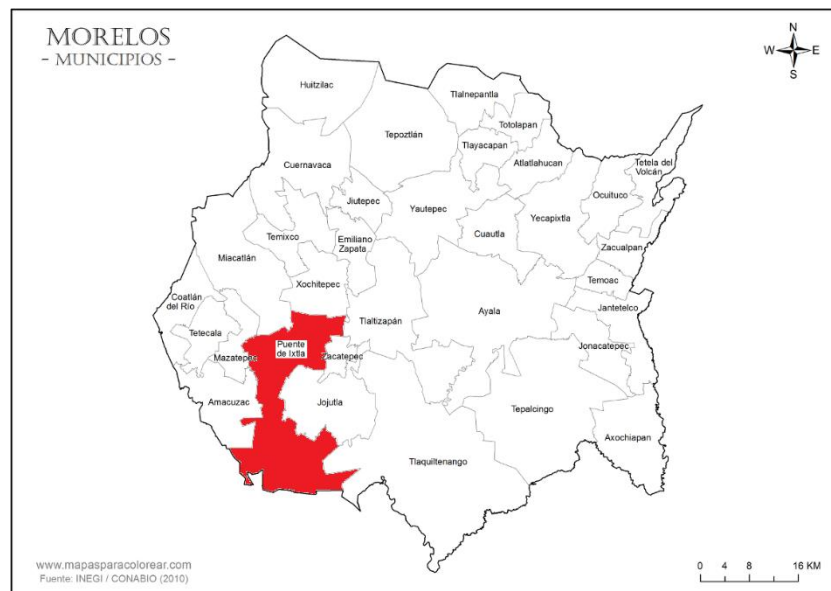 MORELOS
- MUNICIPIOS -
N
W E
S
Huitzilac
Tlalnepantla
Tepoztlán
Totolapan
Tlayacapan
Atlatlahucan
Tetela del
Volcán
Cuernavaca
Ocuituco
Jiutepec
Yautepec
Yecapixtla
Cuautla
Temixco
Emiliano
Zapata
Zacualpan
Miacatlán
Xochitepec
Temoac
Coatlán
del Río
Jantetelco
Ayala
Tlaltizapán
Tetecala
Puente
de Ixtla
Jonacatepec
Mazatepec
Zacatepec
Amacuzac
Jojutla
Tepalcingo
Axochiapan
Tlaquiltenango
www.mapasparacolorear.com
Fuente: INEGI / CONABIO (2010)
0 4 8 16 KM